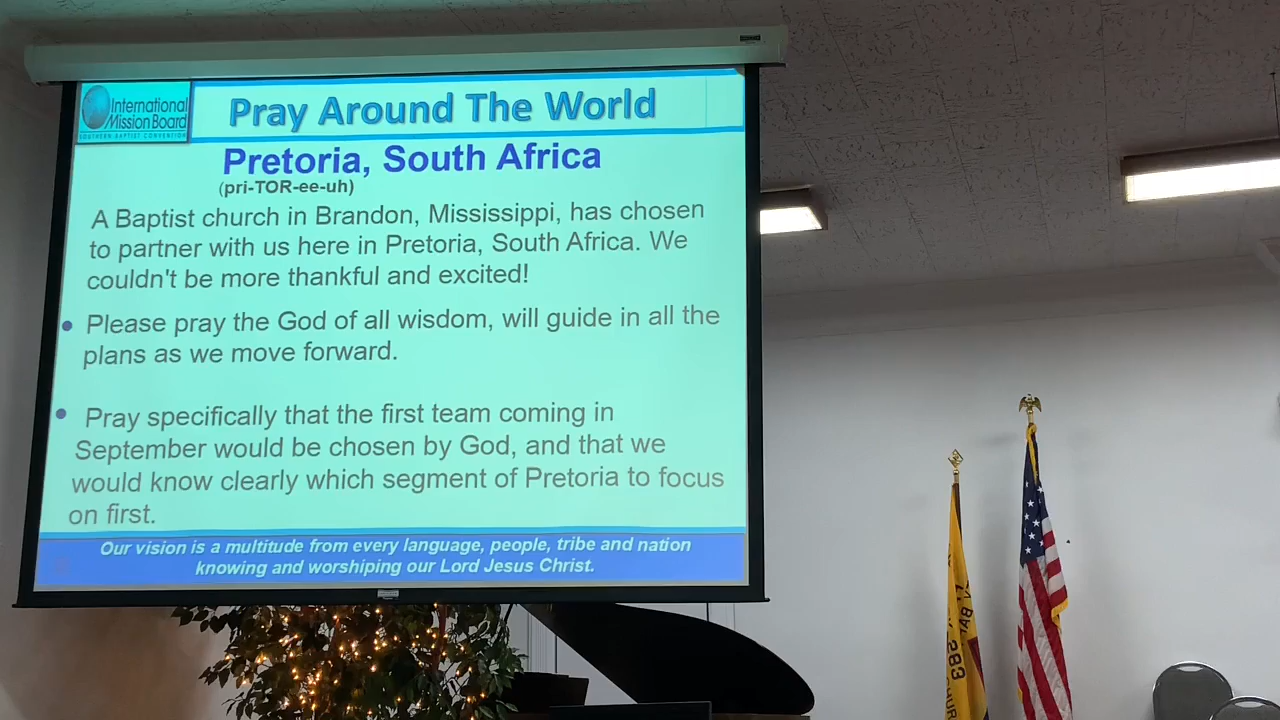 International
Mission Board
SOUTHERN BAPTIST CONVENTION
Pray Around The World
Pretoria, South Africa
(pri-TOR-ee-uh)
A Baptist church in Brandon, Mississippi, has chosen
to partner with us here in Pretoria, South Africa. We
couldn't be more thankful and excited!
• Please pray the God of all wisdom, will guide in all the
plans as we move forward.
• Pray specifically that the first team coming in
September would be chosen by God, and that we
would know clearly which segment of Pretoria to focus
on first.
Our vision is a multitude from every language, people, tribe and nation
knowing and worshiping our Lord Jesus Christ.
283